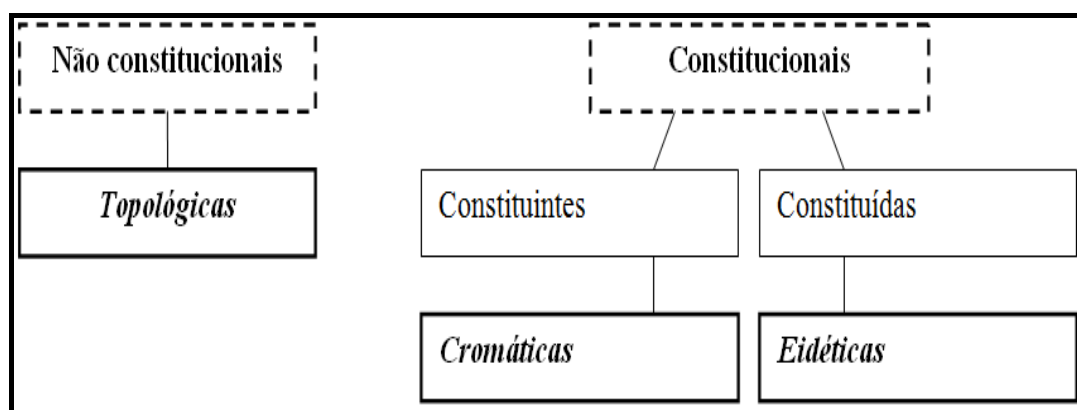 Não constitucionais
Constitucionais
Topológicas
Constituintes
Constituídas
Cromáticas
Eidéticas